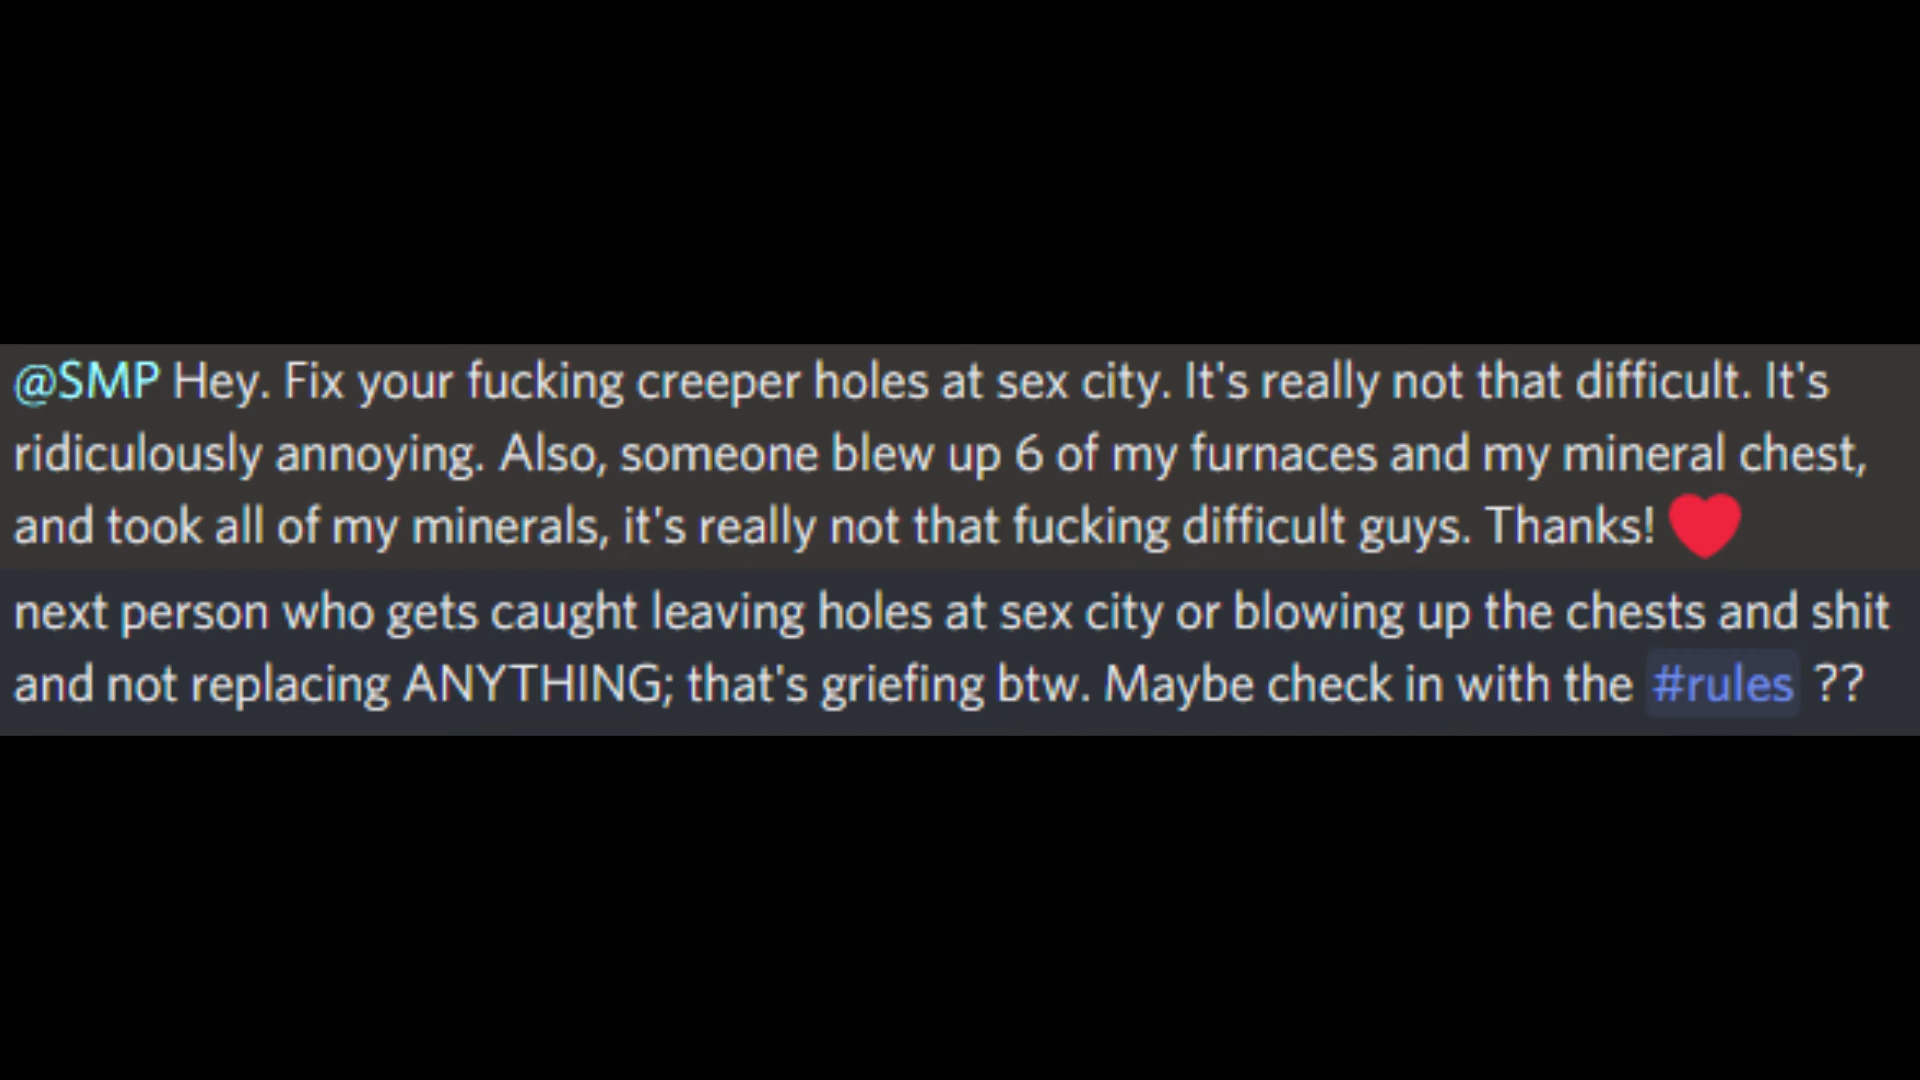 @SMP Hey. Fix your fucking creeper holes at sex city. It's really not that difficult. It's
ridiculously annoying. Also, someone blew up 6 of my furnaces and my mineral chest,
and took all of my minerals, it's really not that fucking difficult guys. Thanks! ❤️
next person who gets caught leaving holes at sex city or blowing up the chests and shit
and not replacing ANYTHING; that's griefing btw. Maybe check in with the #rules ??